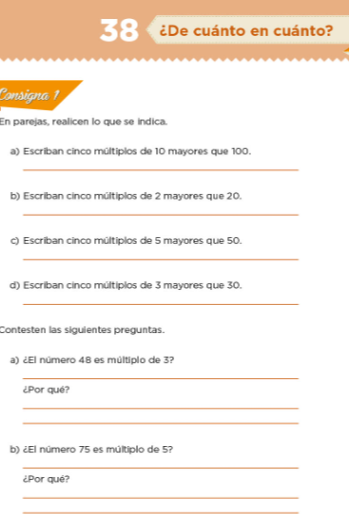 38 ¿De cuánto en cuánto?
Consigna 1
En parejas, realicen lo que se indica.
a) Escriban cinco múltiplos de 10 mayores que 100.
b) Escriban cinco múltiplos de 2 mayores que 20.
c) Escriban cinco múltiplos de 5 mayores que 50.
d) Escriban cinco múltiplos de 3 mayores que 30.
Contesten las siguientes preguntas.
a) ¿El número 48 es múltiplo de 3?
¿Por qué?
b) ¿El número 75 es múltiplo de 5?
¿Por qué?